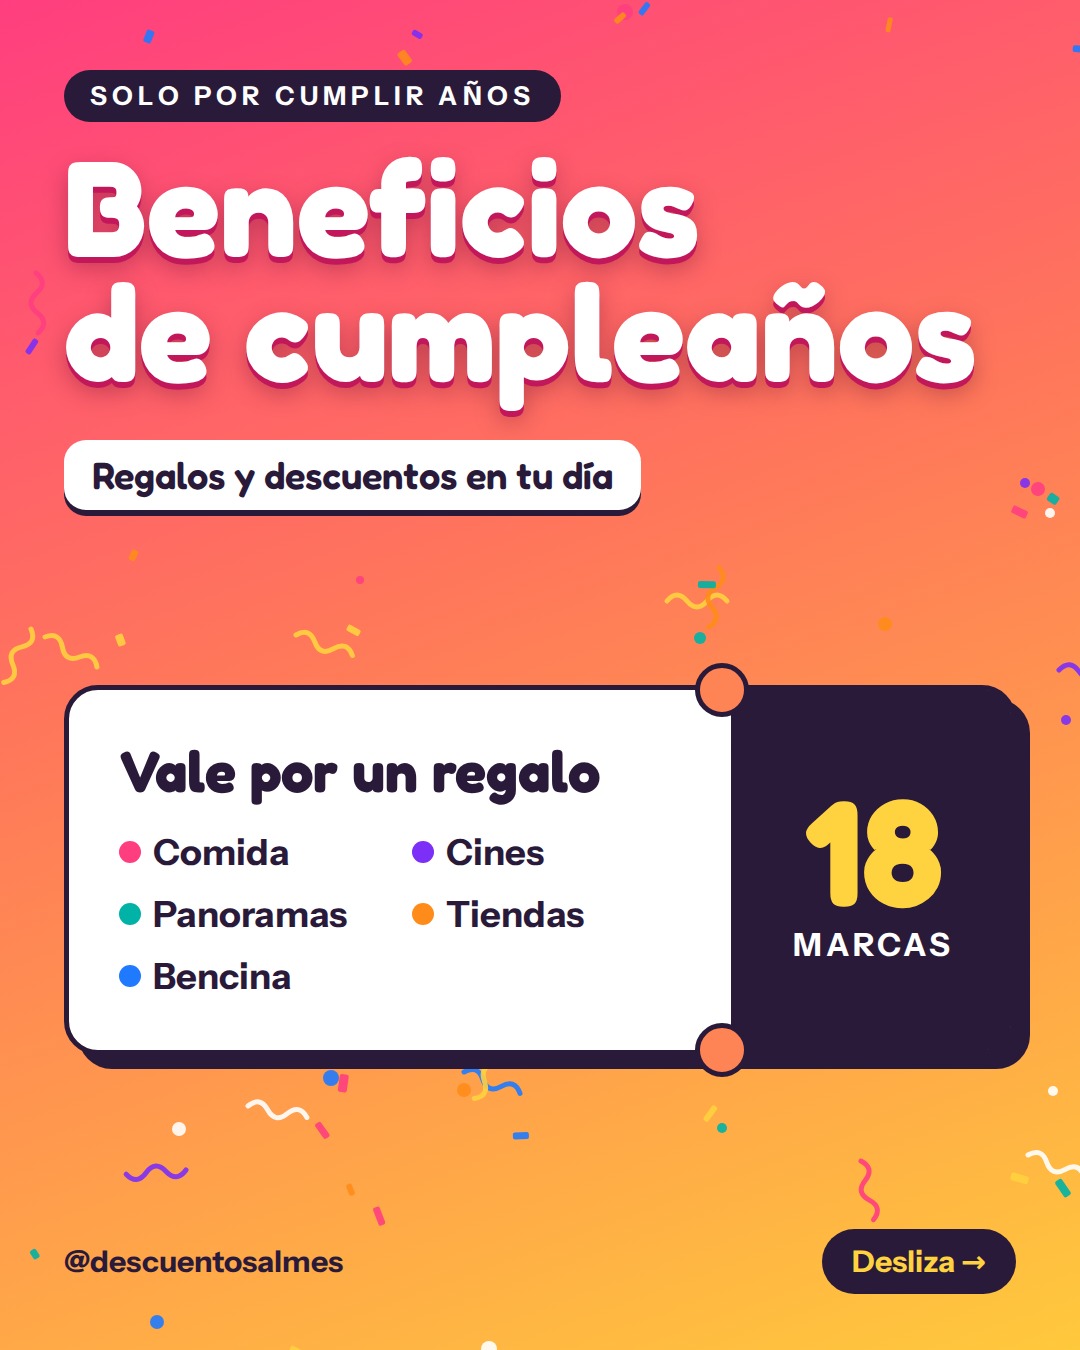 SOLO POR CUMPLIR AÑOS
Beneficios
de cumpleaños
Regalos y descuentos en tu día
Vale por un regalo
Comida
Cines
Panoramas
Tiendas
Bencina
18
MARCAS
@descuentosalmes
Desliza →